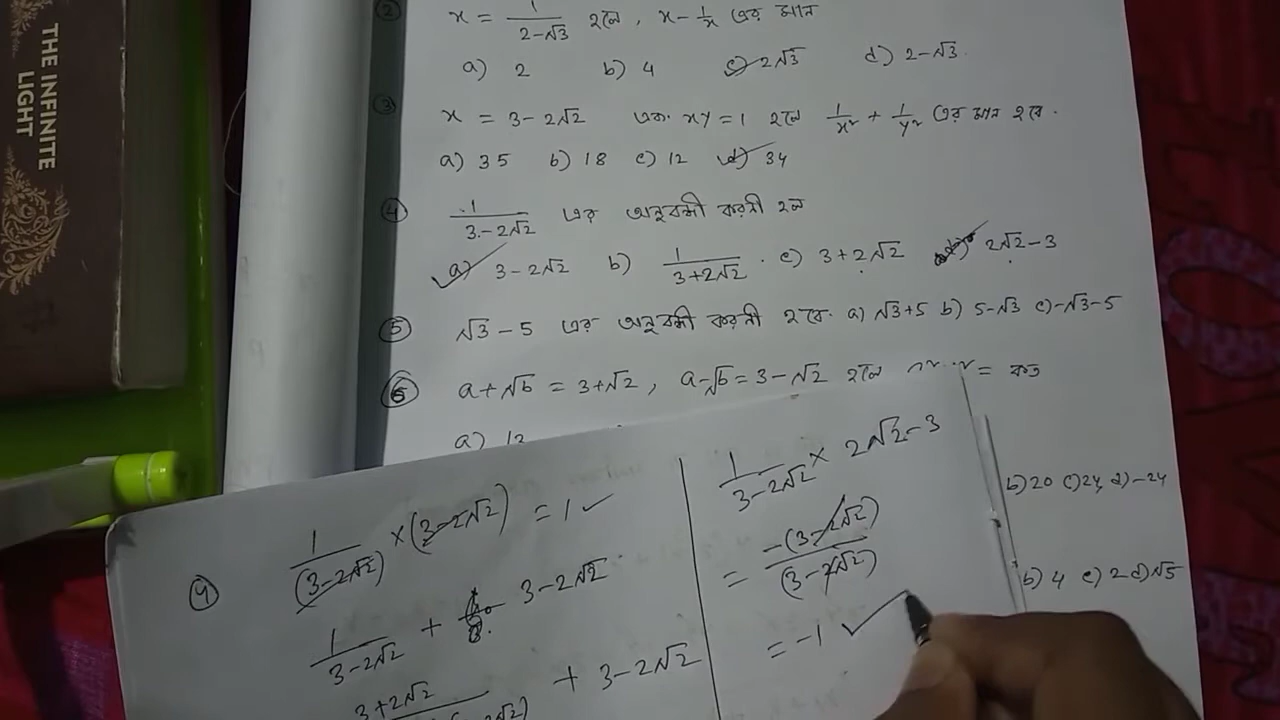 THE INFINITE
LIGHT
② x = 1/(2-√3) হলে, x - 1/x এর মান
a) 2 b) 4 c) 2√3 d) 2-√3.
③ x = 3-2√2 এবং xy = 1 হলে 1/x² + 1/y² এর মান হবে.
a) 35 b) 18 c) 12 d) 34
④ 1/(3-2√2) এর অনুবন্ধী করণী হল
a) 3-2√2 b) 1/(3+2√2) . c) 3+2√2 d) 2√2-3
⑤ √3-5 এর অনুবন্ধী করণী হবে. a) √3+5 b) 5-√3 c) -√3-5
⑥ a+√b = 3+√2, a-√b = 3-√2 হলে = কত
a) 12
b) 20 c) 24, d) -24
b) 4 c) 2 d) √5
④ 1/(3-2√2) × (3-2√2) = 1 ✓
1/(3-2√2) + 3-2√2
3+2√2 + 3-2√2
1/(3-2√2) × 2√2-3
= -(3-2√2)/(3-2√2)
= -1 ✓